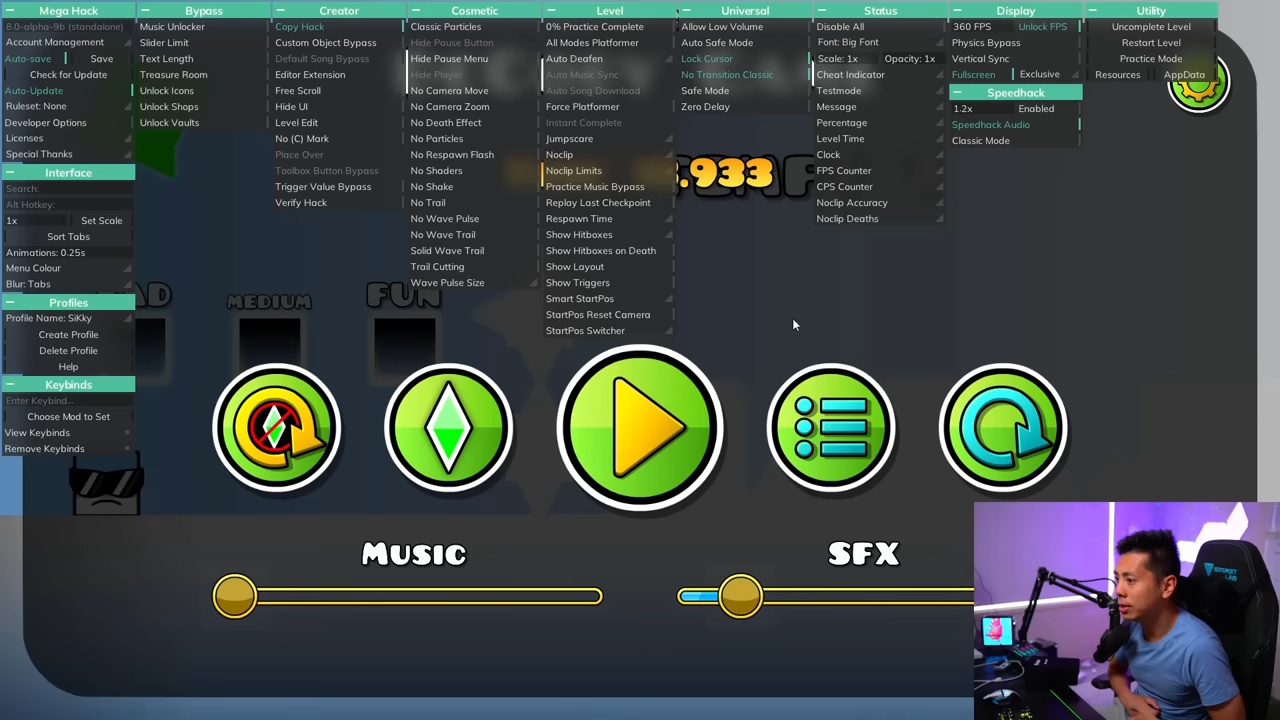 Mega Hack
8.0-alpha-9b (standalone)
Account Management
Auto-save Save
Check for Update
Auto-Update
Ruleset: None
Developer Options
Licenses
Special Thanks
Interface
Search:
Alt Hotkey:
1x Set Scale
Sort Tabs
Animations: 0.25s
Menu Colour
Blur: Tabs
Profiles
Profile Name: SiKky
Create Profile
Delete Profile
Help
Keybinds
Enter Keybind...
Choose Mod to Set
View Keybinds
Remove Keybinds
Bypass
Music Unlocker
Slider Limit
Text Length
Treasure Room
Unlock Icons
Unlock Shops
Unlock Vaults
Creator
Copy Hack
Custom Object Bypass
Default Song Bypass
Editor Extension
Free Scroll
Hide UI
Level Edit
No (C) Mark
Place Over
Toolbox Button Bypass
Trigger Value Bypass
Verify Hack
Cosmetic
Classic Particles
Hide Pause Button
Hide Pause Menu
Hide Player
No Camera Move
No Camera Zoom
No Death Effect
No Particles
No Respawn Flash
No Shaders
No Shake
No Trail
No Wave Pulse
No Wave Trail
Solid Wave Trail
Trail Cutting
Wave Pulse Size
Level
0% Practice Complete
All Modes Platformer
Auto Deafen
Auto Music Sync
Auto Song Download
Force Platformer
Instant Complete
Jumpscare
Noclip
Noclip Limits
Practice Music Bypass
Replay Last Checkpoint
Respawn Time
Show Hitboxes
Show Hitboxes on Death
Show Layout
Show Triggers
Smart StartPos
StartPos Reset Camera
StartPos Switcher
Universal
Allow Low Volume
Auto Safe Mode
Lock Cursor
No Transition Classic
Safe Mode
Zero Delay
Status
Disable All
Font: Big Font
Scale: 1x Opacity: 1x
Cheat Indicator
Testmode
Message
Percentage
Level Time
Clock
FPS Counter
CPS Counter
Noclip Accuracy
Noclip Deaths
Display
360 FPS Unlock FPS
Physics Bypass
Vertical Sync
Fullscreen Exclusive
Speedhack
1.2x Enabled
Speedhack Audio
Classic Mode
Utility
Uncomplete Level
Restart Level
Practice Mode
Resources AppData
.933
MEDIUM
FUN
Music
SFX